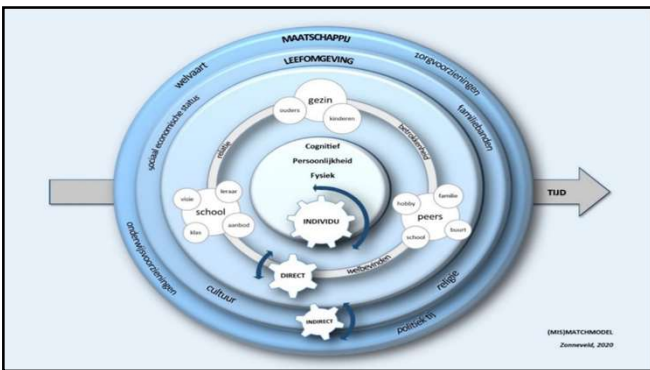 MAATSCHAPPIJ
welvaart
zorgvoorzieningen
LEEFOMGEVING
sociaal economische status
familiebanden
gezin
ouders
kinderen
relatie
betrokkenheid
Cognitief
Persoonlijkheid
Fysiek
INDIVIDU
TIJD
visie
leraar
school
klas
aanbod
hobby
familie
peers
school
buurt
DIRECT
welbevinden
onderwijsvoorzieningen
cultuur
religie
INDIRECT
politiek tij
(MIS)MATCHMODEL
Zonneveld, 2020